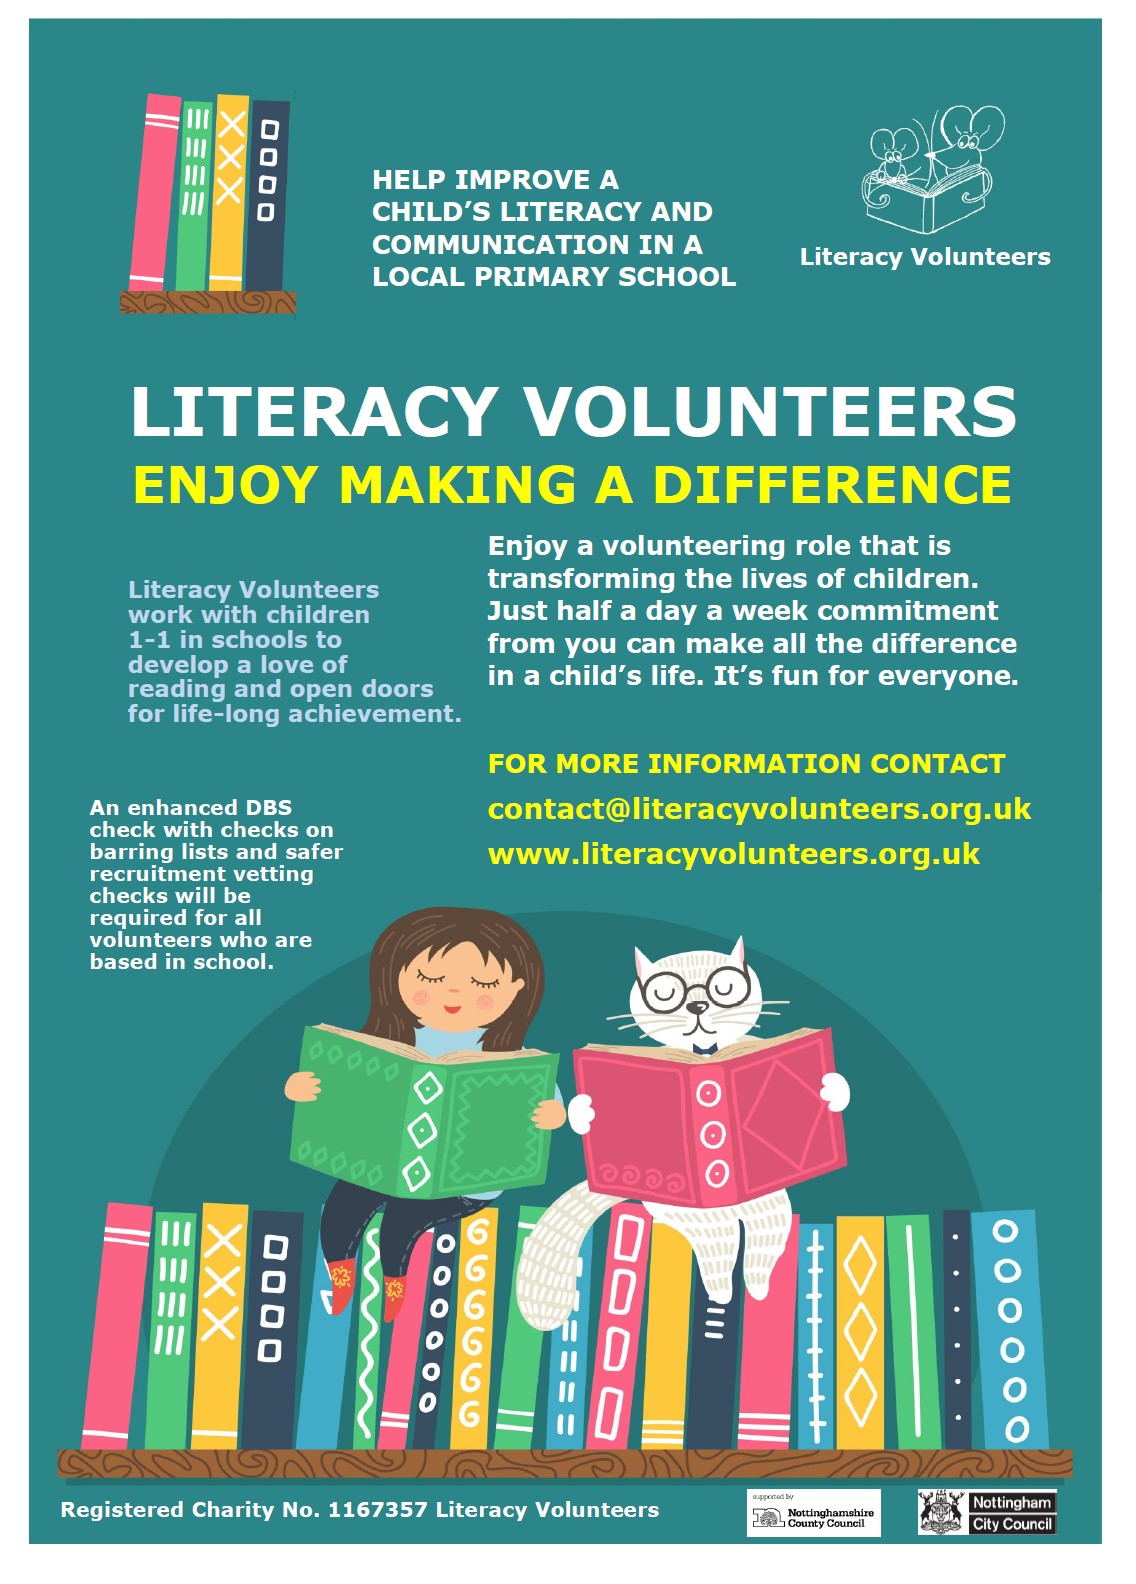 HELP IMPROVE A
CHILD’S LITERACY AND
COMMUNICATION IN A
LOCAL PRIMARY SCHOOL
Literacy Volunteers
LITERACY VOLUNTEERS
ENJOY MAKING A DIFFERENCE
Literacy Volunteers
work with children
1-1 in schools to
develop a love of
reading and open doors
for life-long achievement.
Enjoy a volunteering role that is
transforming the lives of children.
Just half a day a week commitment
from you can make all the difference
in a child’s life. It’s fun for everyone.
FOR MORE INFORMATION CONTACT
contact@literacyvolunteers.org.uk
www.literacyvolunteers.org.uk
An enhanced DBS
check with checks on
barring lists and safer
recruitment vetting
checks will be
required for all
volunteers who are
based in school.
Registered Charity No. 1167357 Literacy Volunteers
supported by
Nottinghamshire
County Council
Nottingham
City Council